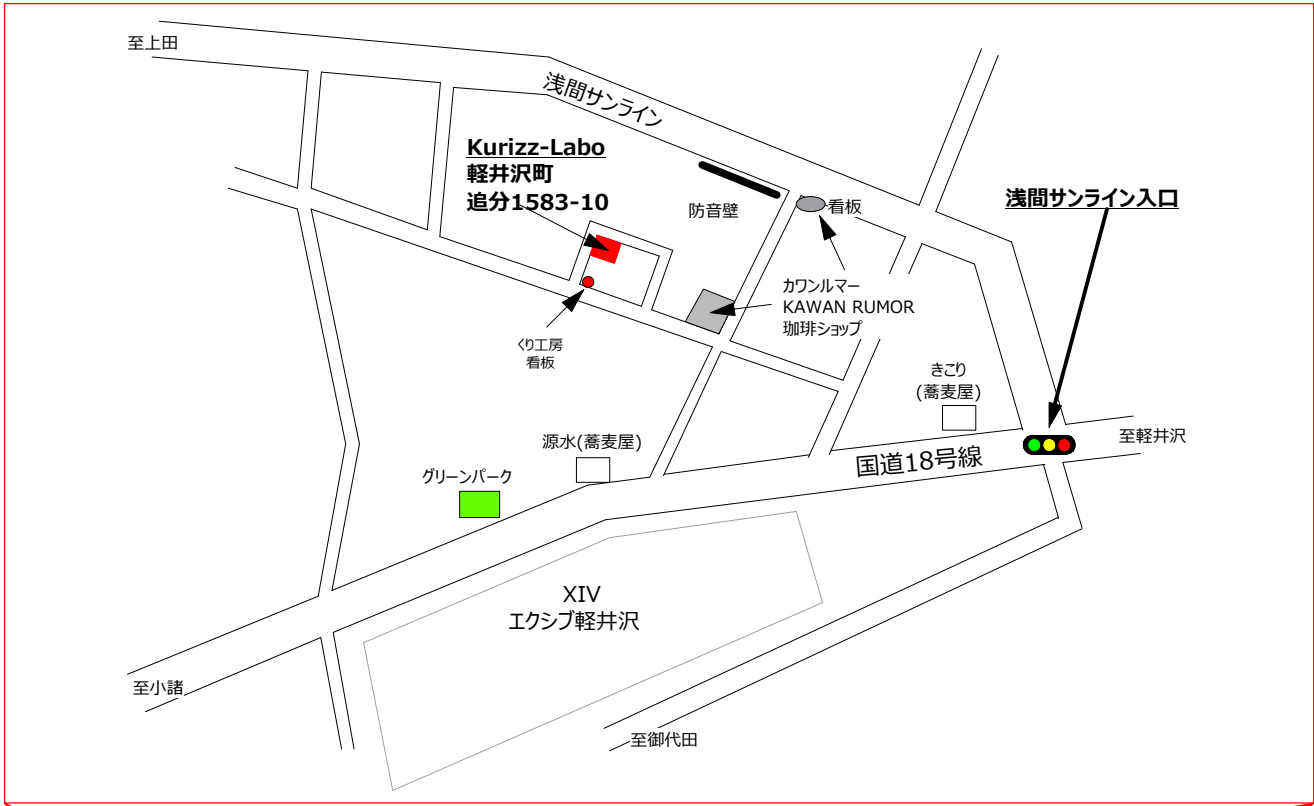 至上田
浅間サンライン
Kurizz-Labo
軽井沢町
追分1583-10
防音壁
看板
浅間サンライン入口
カワンルマー
KAWAN RUMOR
珈琲ショップ
くり工房
看板
きこり
(蕎麦屋)
至軽井沢
源水(蕎麦屋)
国道18号線
グリーンパーク
XIV
エクシブ軽井沢
至小諸
至御代田